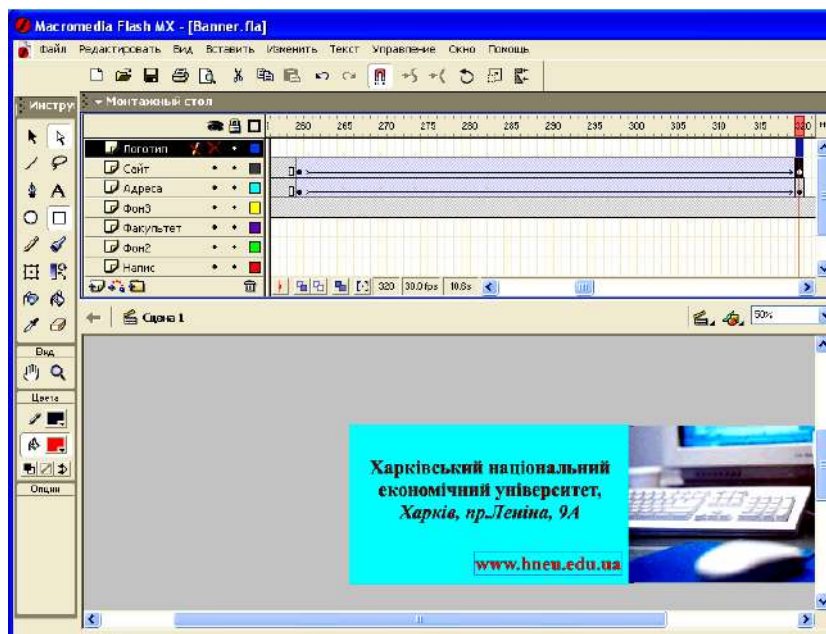 Macromedia Flash MX - [Banner.fla]
Файл Редактировать Вид Вставить Изменить Текст Управление Окно Помощь
Инстру
Монтажный стол
260 265 270 275 280 285 290 295 300 305 310 315 320
Логотип
Сайт
Адреса
Фон3
Факультет
Фон2
Напис
320 30.0 fps 10.6s
Сцена 1
50%
Вид
Цвета
Опции
Харківський національний
економічний університет,
Харків, пр.Леніна, 9А
www.hneu.edu.ua